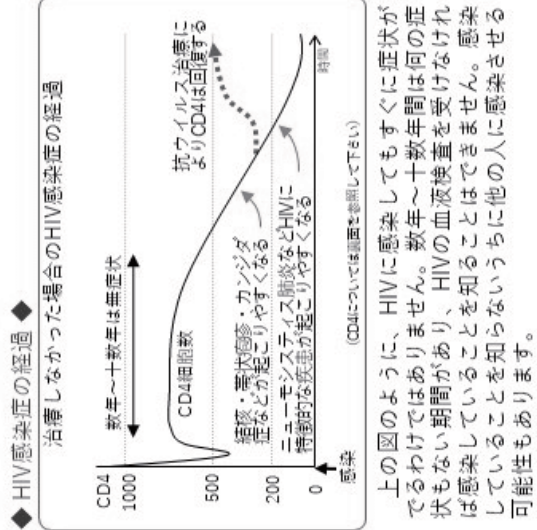 ◆ HIV感染症の経過 ◆
治療しなかった場合のHIV感染症の経過
CD4
1000
500
0
数年～十数年は無症状
CD4細胞数
抗ウイルス治療に
よりCD4は回復する
結核・帯状疱疹・カンジダ
症などが起こりやすくなる
ニューモシスティス肺炎などHIVに
特徴的な疾患が起こりやすくなる
時間
感染
(CD4については裏面を参照して下さい)
上の図のように、HIVに感染してもすぐに症状が
でるわけではありません。数年～十数年間は何の症
状もない期間があり、HIVの血液検査を受けなけれ
ば感染していることを知ることはできません。感染
していることを知らないうちに他の人に感染させる
可能性もあります。